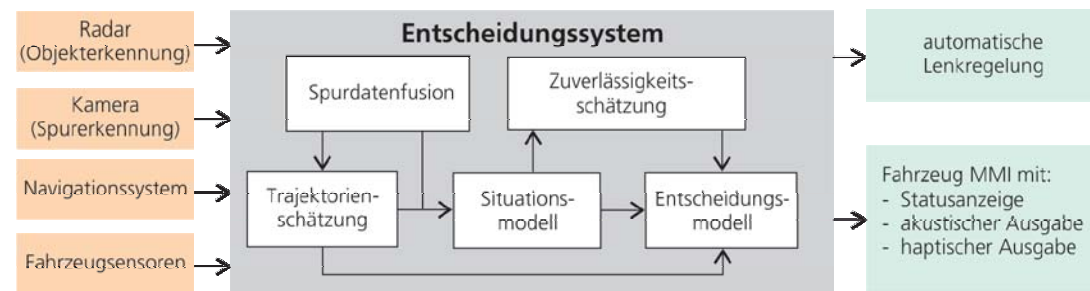 Radar
(Objekterkennung)
Kamera
(Spurerkennung)
Navigationssystem
Fahrzeugsensoren
Entscheidungssystem
Spurdatenfusion
Zuverlässigkeits-
schätzung
Trajektorien-
schätzung
Situations-
modell
Entscheidungs-
modell
automatische
Lenkregelung
Fahrzeug MMI mit:
- Statusanzeige
- akustischer Ausgabe
- haptischer Ausgabe